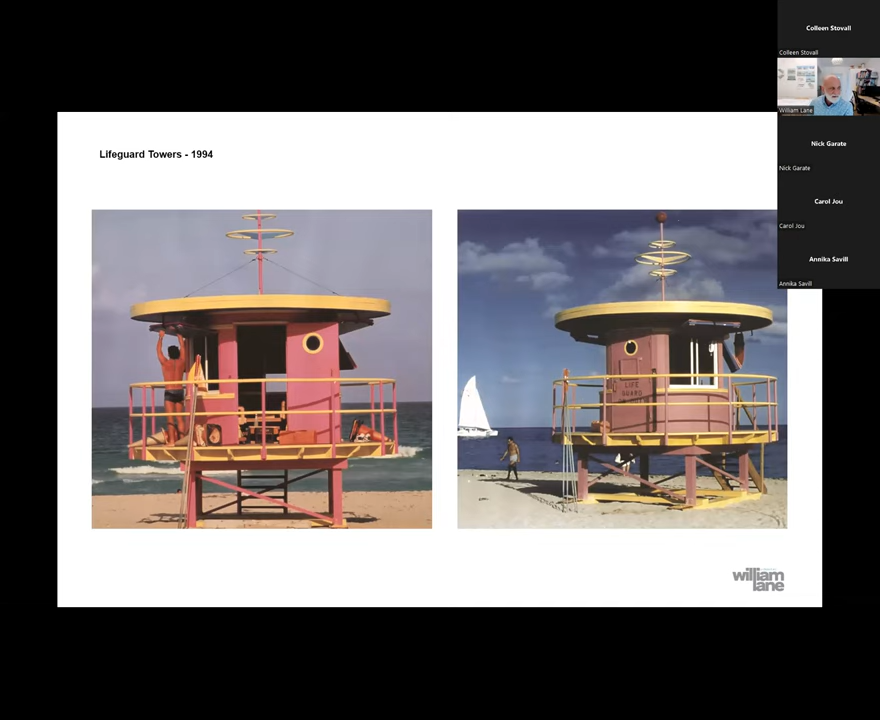 Colleen Stovall
Colleen Stovall
William Lane
Nick Garate
Nick Garate
Carol Jou
Carol Jou
Annika Savill
Annika Savill
Lifeguard Towers - 1994
LIFE
GUARD
william
lane